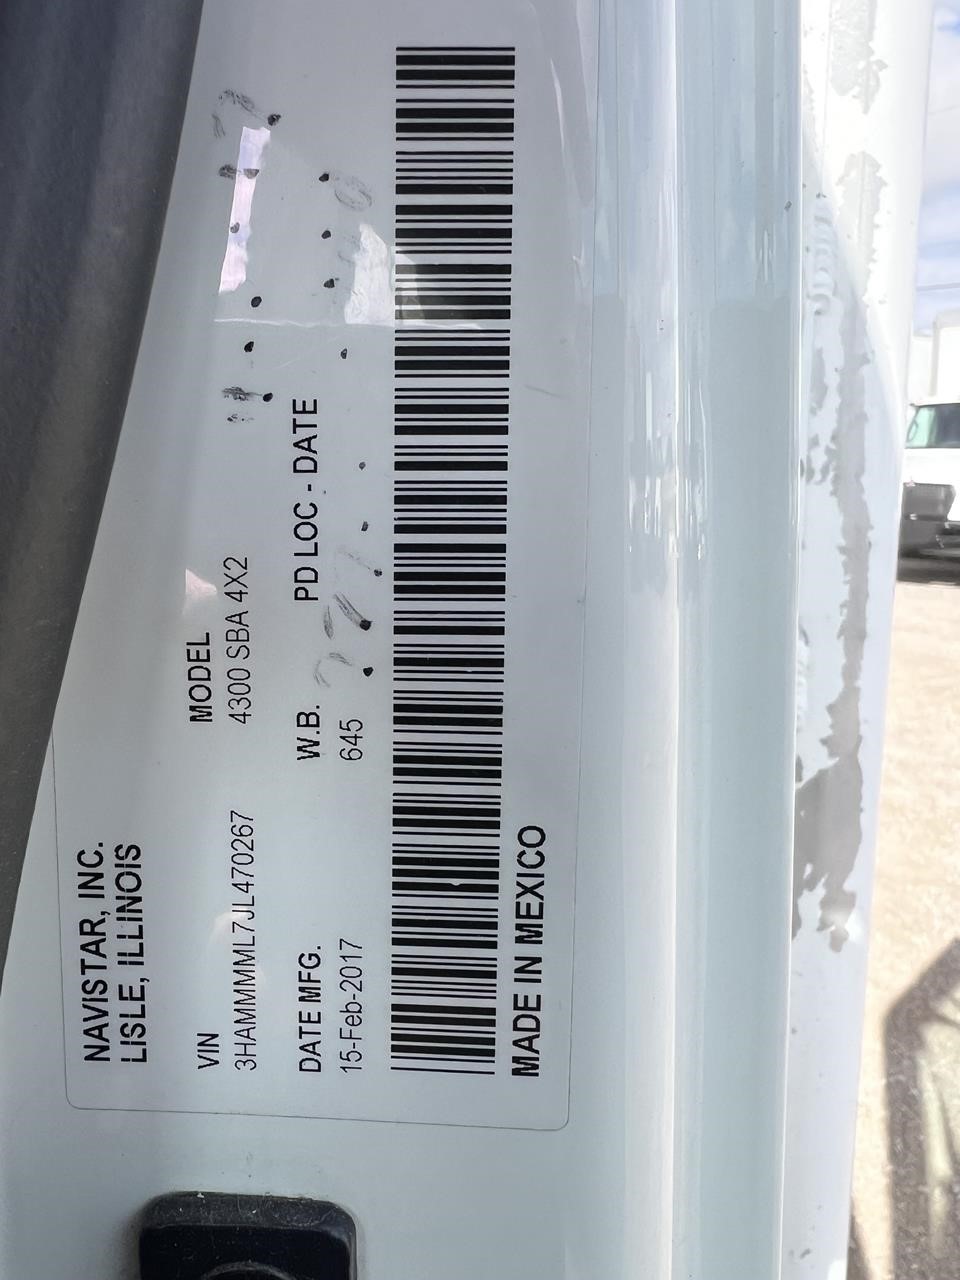 NAVISTAR, INC.
LISLE, ILLINOIS
VIN MODEL
3HAMMMML7JL470267 4300 SBA 4X2
DATE MFG. W.B. PD LOC - DATE
15-Feb-2017 645
MADE IN MEXICO